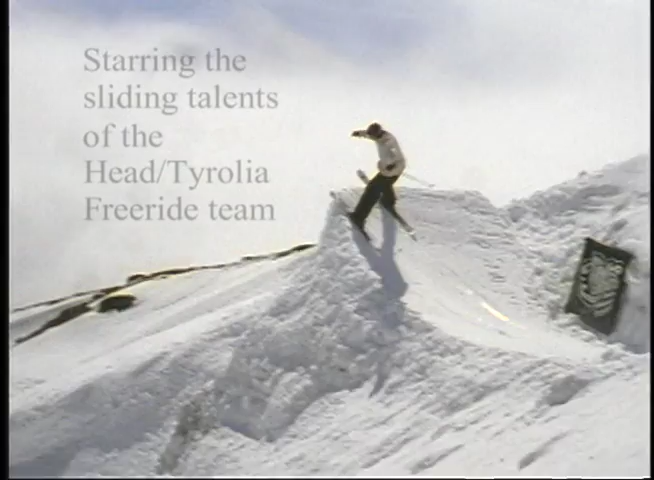 Starring the
sliding talents
of the
Head/Tyrolia
Freeride team